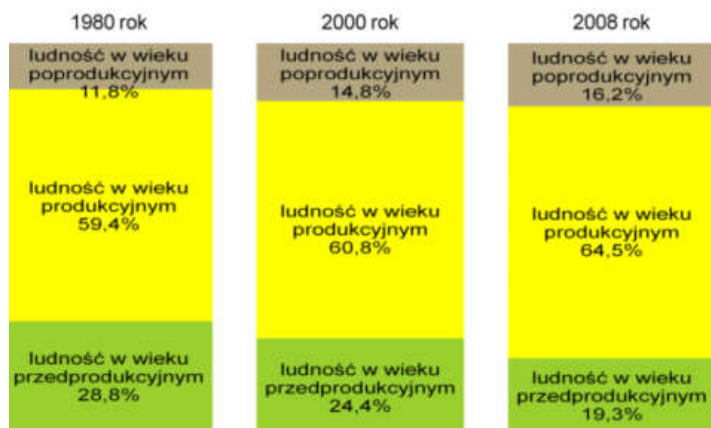 1980 rok
ludność w wieku
poprodukcyjnym
11,8%
ludność w wieku
produkcyjnym
59,4%
ludność w wieku
przedprodukcyjnym
28,8%
2000 rok
ludność w wieku
poprodukcyjnym
14,8%
ludność w wieku
produkcyjnym
60,8%
ludność w wieku
przedprodukcyjnym
24,4%
2008 rok
ludność w wieku
poprodukcyjnym
16,2%
ludność w wieku
produkcyjnym
64,5%
ludność w wieku
przedprodukcyjnym
19,3%